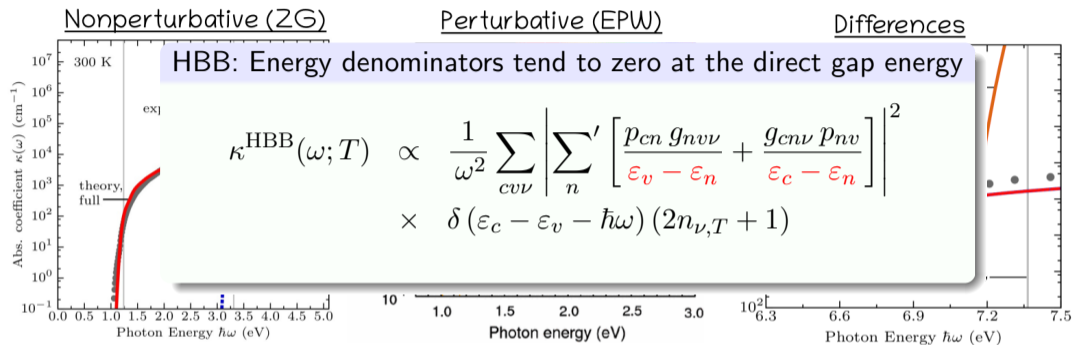 Nonperturbative (ZG)
Perturbative (EPW)
Differences
HBB: Energy denominators tend to zero at the direct gap energy
κ^HBB(ω; T) ∝ 1/ω² ∑_{cvν} |∑'_n [p_{cn} g_{nvν}/(ε_v − ε_n) + g_{cnν} p_{nv}/(ε_c − ε_n)]|²
× δ (ε_c − ε_v − ℏω) (2n_{ν,T} + 1)
Abs. coefficient κ(ω) (cm⁻¹)
10⁷
10⁶
10⁵
10⁴
10³
10²
10¹
10⁰
10⁻¹
300 K
exp
theory,
full
0.0 0.5 1.0 1.5 2.0 2.5 3.0 3.5 4.0 4.5 5.0
Photon Energy ℏω (eV)
10
1.0 1.5 2.0 2.5 3.0
Photon energy (eV)
10²
6.3 6.6 6.9 7.2 7.5
Photon Energy ℏω (eV)